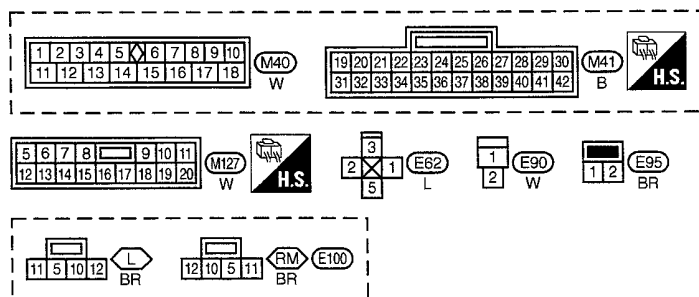 1 2 3 4 5 6 7 8 9 10
11 12 13 14 15 16 17 18
M40
W
19 20 21 22 23 24 25 26 27 28 29 30
31 32 33 34 35 36 37 38 39 40 41 42
M41
B
H.S.
5 6 7 8 9 10 11
12 13 14 15 16 17 18 19 20
M127
W
H.S.
3
2 1
5
E62
L
1
2
E90
W
1 2
E95
BR
11 5 10 12
L
BR
12 10 5 11
RM
BR
E100